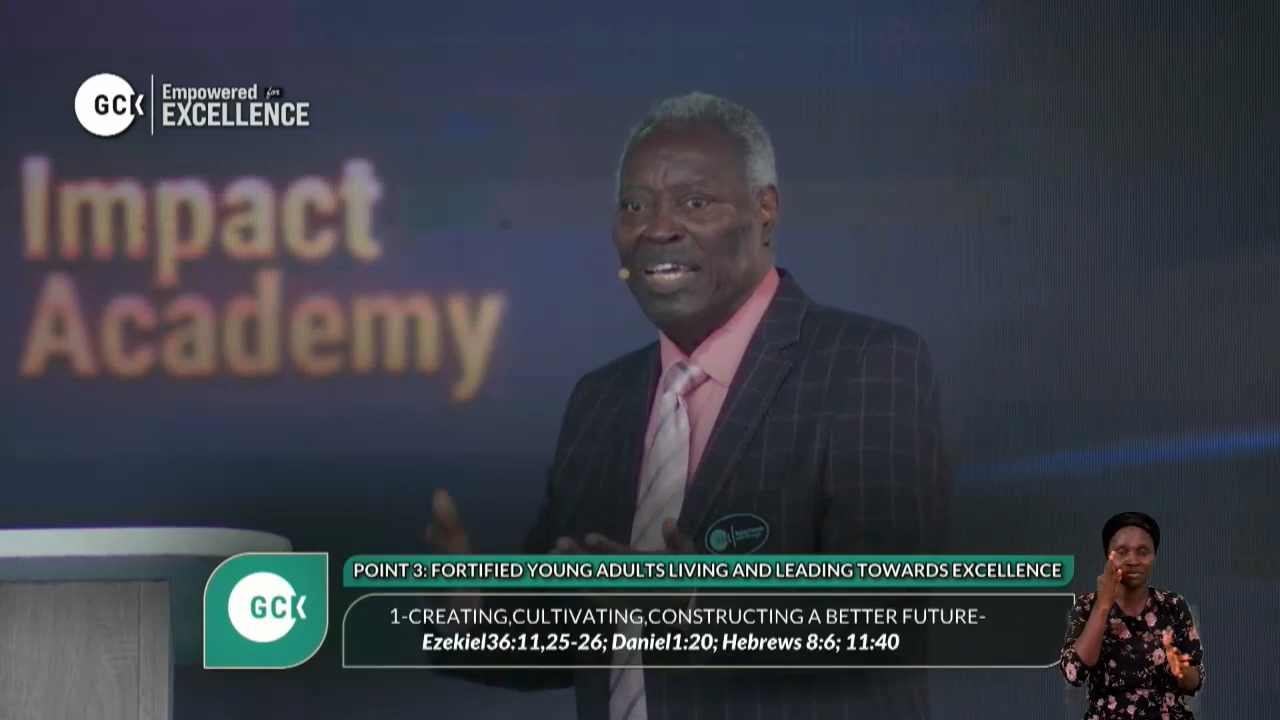 GCK
Empowered for
EXCELLENCE
Impact
Academy
GCK
POINT 3: FORTIFIED YOUNG ADULTS LIVING AND LEADING TOWARDS EXCELLENCE
1-CREATING,CULTIVATING,CONSTRUCTING A BETTER FUTURE-
Ezekiel36:11,25-26; Daniel1:20; Hebrews 8:6; 11:40